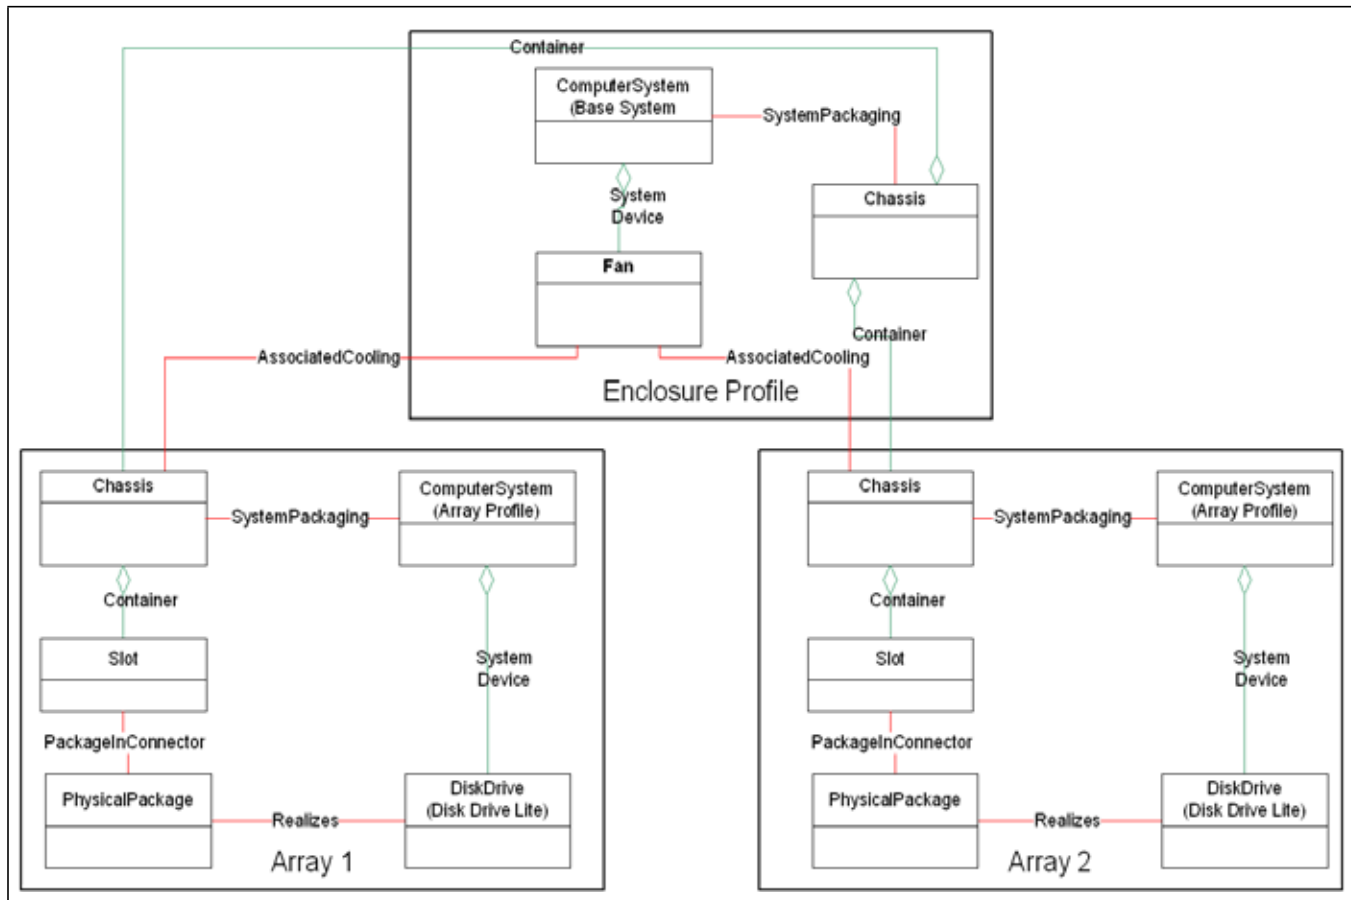 Container
ComputerSystem
(Base System
SystemPackaging
Chassis
System
Device
Fan
Container
AssociatedCooling
AssociatedCooling
Enclosure Profile
Chassis
ComputerSystem
(Array Profile)
SystemPackaging
Container
Slot
System
Device
PackageInConnector
PhysicalPackage
DiskDrive
(Disk Drive Lite)
Realizes
Array 1
Chassis
ComputerSystem
(Array Profile)
SystemPackaging
Container
Slot
System
Device
PackageInConnector
PhysicalPackage
DiskDrive
(Disk Drive Lite)
Realizes
Array 2